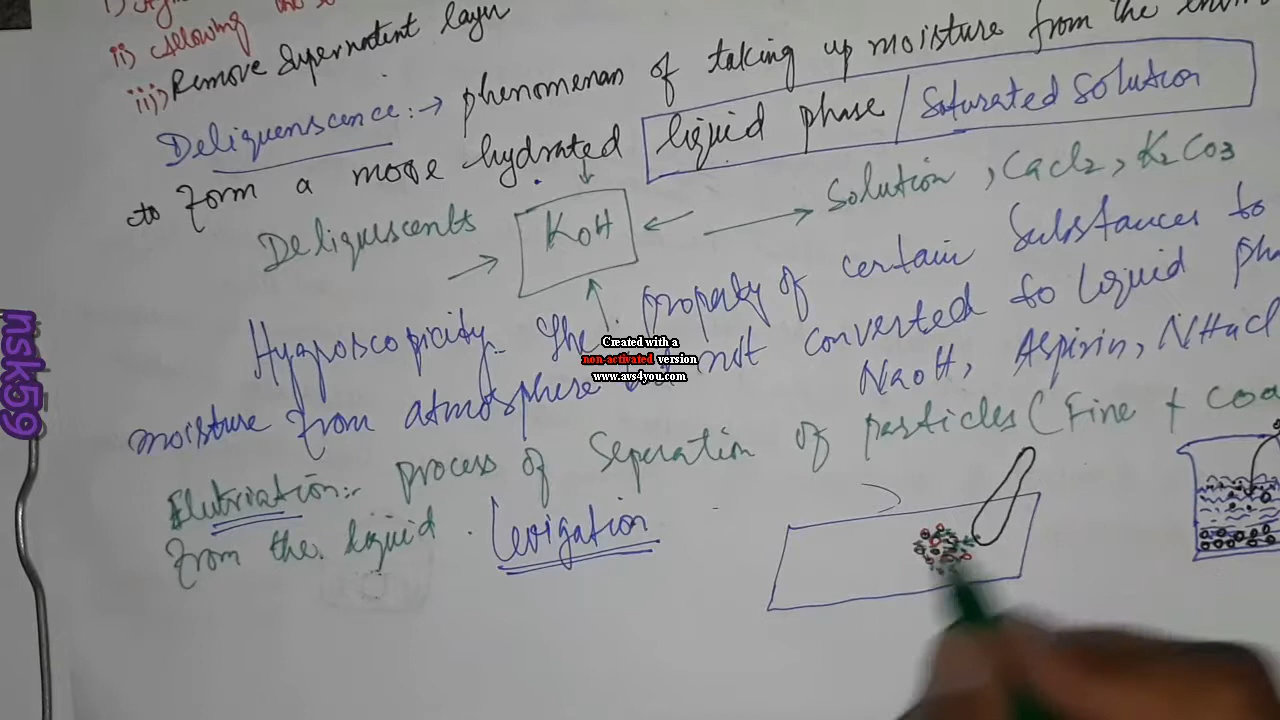 ii) Allowing the
iii) Remove Supernatent layer
Deliquenscence :→ phenomenan of taking up moisture from the
to form a more hydrated liquid phase / Saturated Solution
Deliquescents → KOH ← → Solution, CaCl2, K2CO3
Hygroscopicity. The property of certain Substances to
moisture from atmosphere but not converted to liquid
NaOH, Aspirin, NH4Cl
Elutriation :- process of Seperation of particles (Fine +
from the liquid. Levigation
Created with a
non-activated version
www.avs4you.com
nsk59